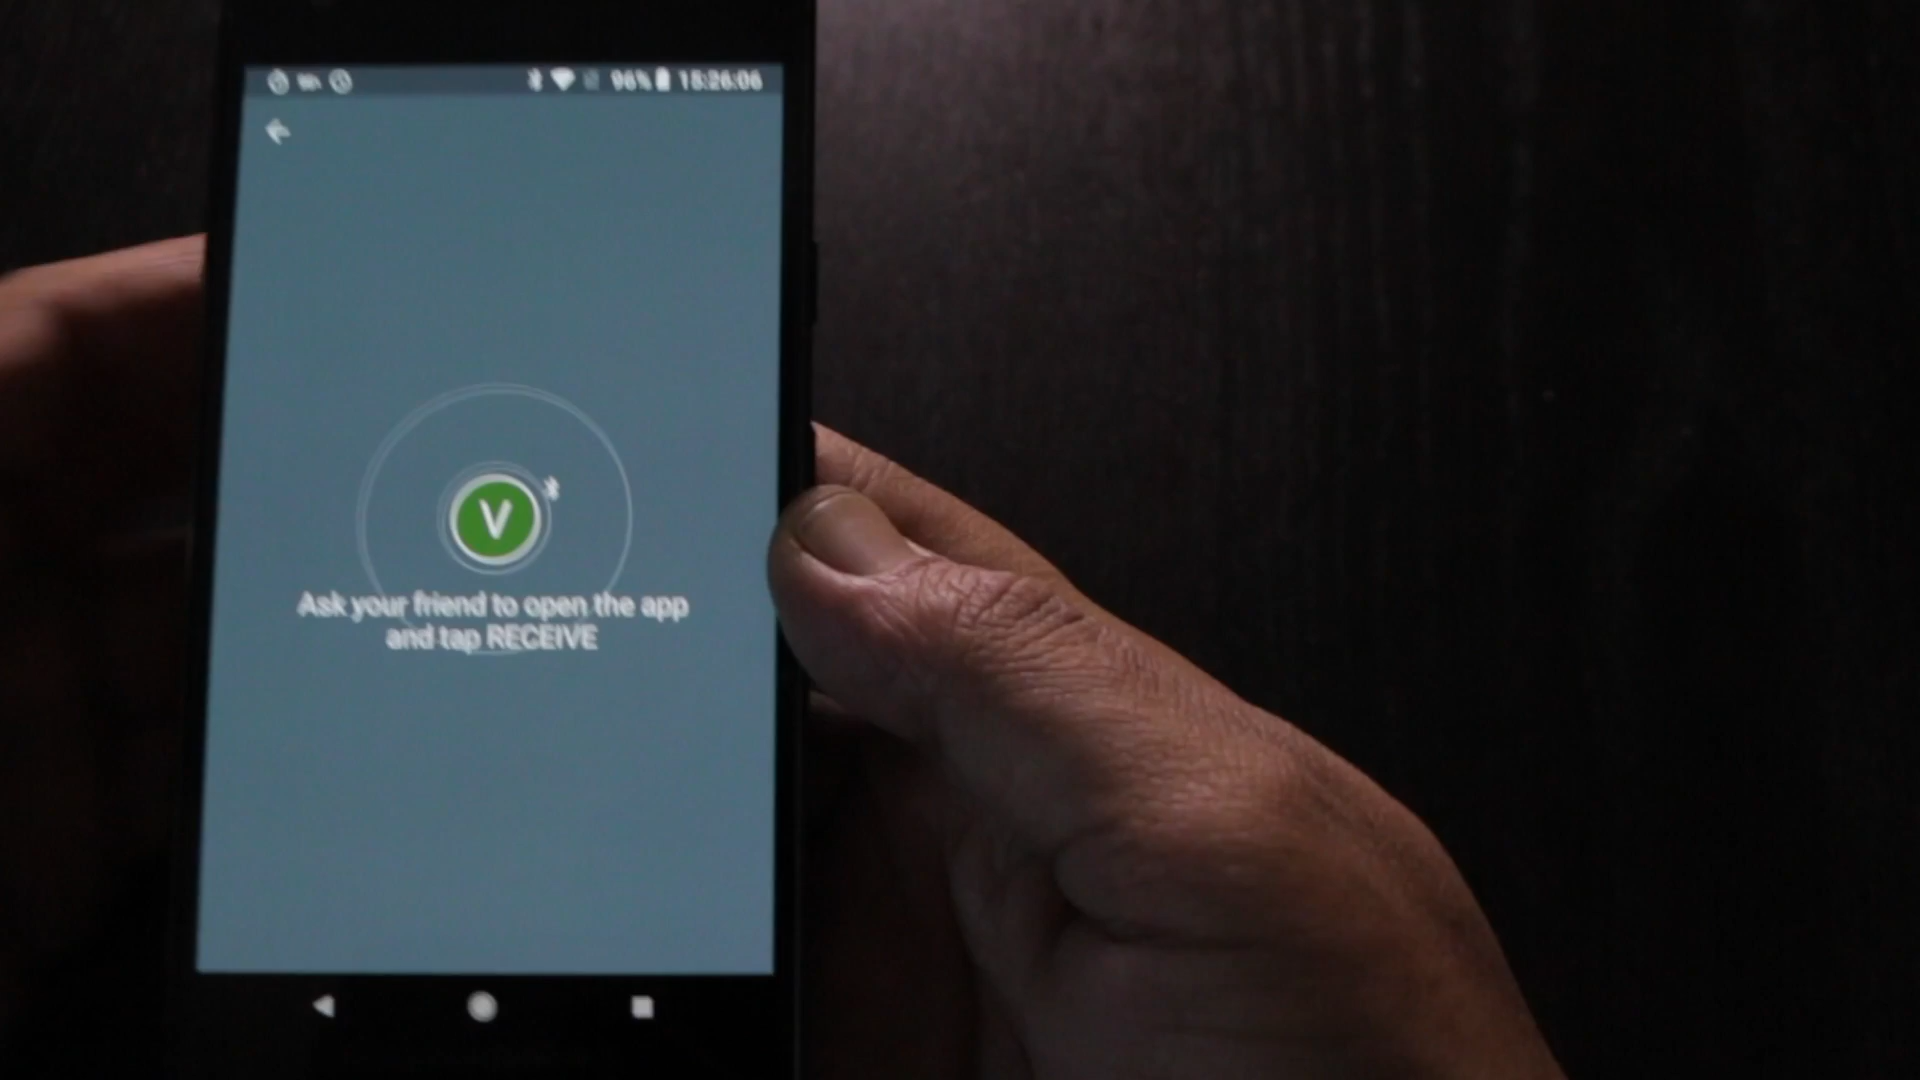 96% 15:26:06
V
Ask your friend to open the app
and tap RECEIVE